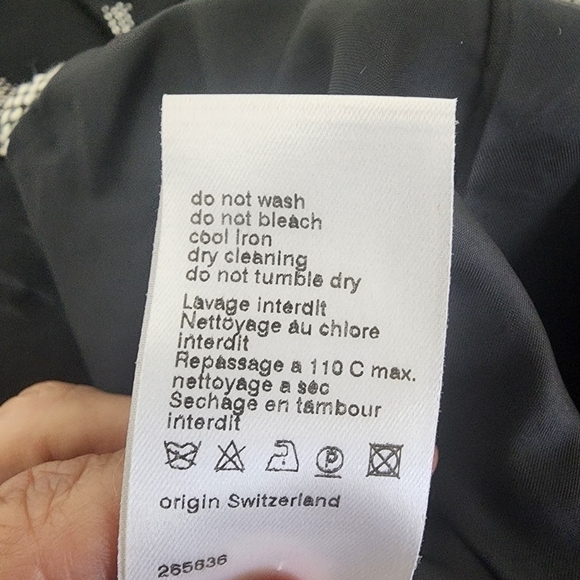 do not wash
do not bleach
cool iron
dry cleaning
do not tumble dry
Lavage interdit
Nettoyage au chlore
interdit
Repassage a 110 C max.
nettoyage a sec
Sechage en tambour
interdit
P
origin Switzerland
265636